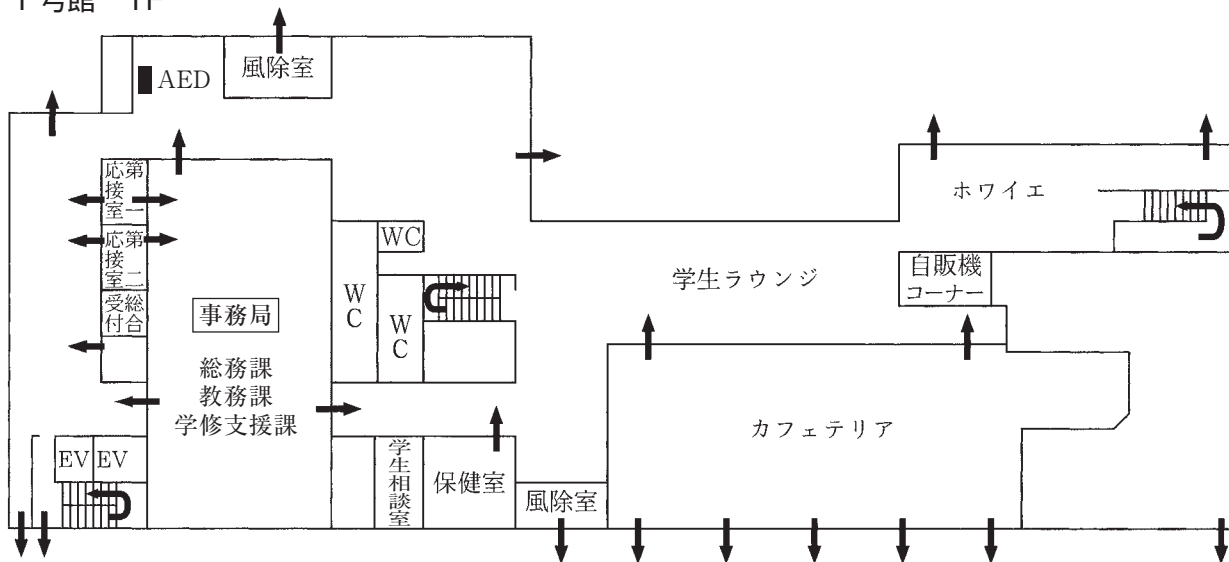 1号館 1F
AED
風除室
第一応接室
第二応接室
総合受付
事務局
総務課
教務課
学修支援課
WC
WC
WC
EV
EV
学生相談室
保健室
風除室
学生ラウンジ
ホワイエ
自販機
コーナー
カフェテリア